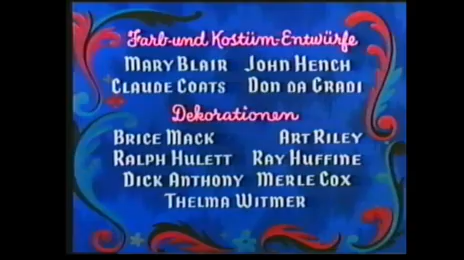 Farb-und Kostüm-Entwürfe
Mary Blair John Hench
Claude Coats Don da Gradi
Dekorationen
Brice Mack Art Riley
Ralph Hulett Ray Huffine
Dick Anthony Merle Cox
Thelma Witmer